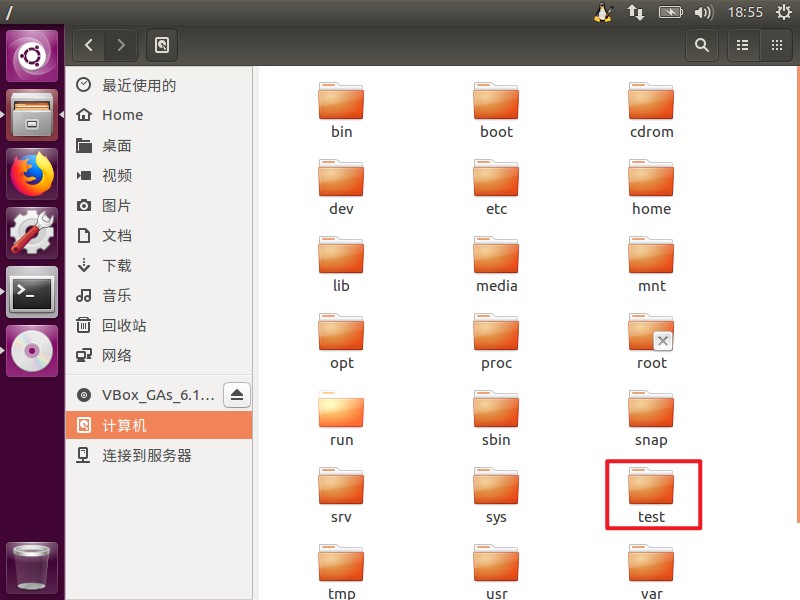 /
18:55
最近使用的
Home
桌面
视频
图片
文档
下载
音乐
回收站
网络
VBox_GAs_6.1...
计算机
连接到服务器
bin boot cdrom
dev etc home
lib media mnt
opt proc root
run sbin snap
srv sys test
tmp usr var